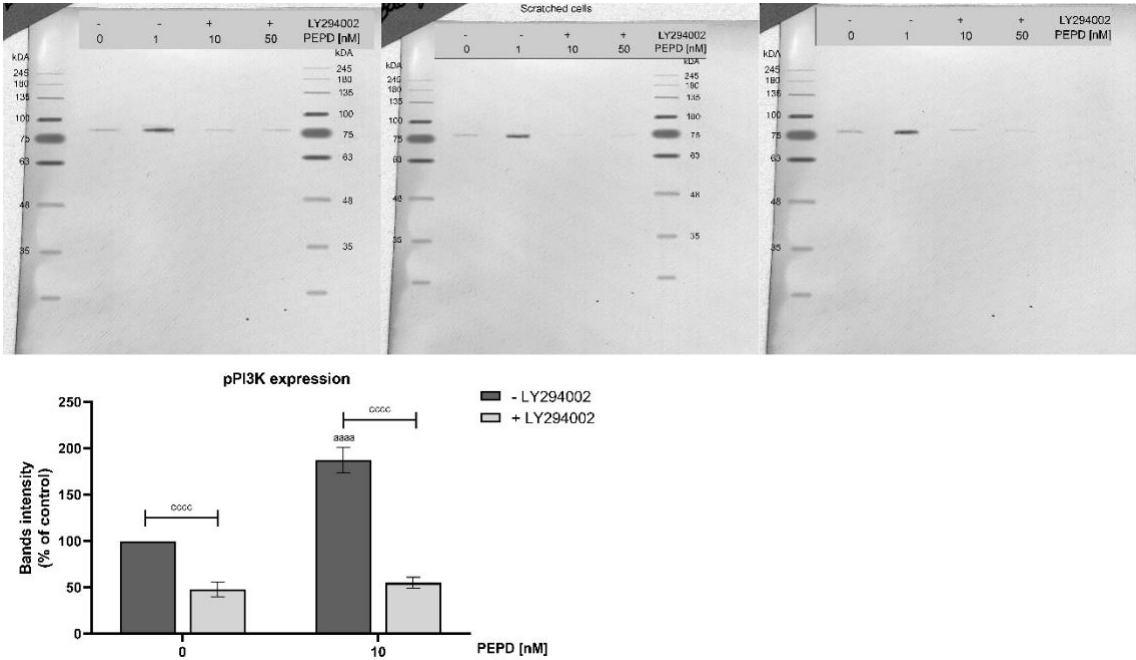 Scratched cells
- - + + LY294002
0 1 10 50 PEPD [nM]
kDA
245
180
135
100
75
63
48
35
kDA
245
180
135
100
75
63
48
35
- - + + LY294002
0 1 10 50 PEPD [nM]
kDA
245
180
135
100
75
63
48
35
kDA
245
180
135
100
75
63
48
35
- - + + LY294002
0 1 10 50 PEPD [nM]
kDA
245
180
135
100
75
63
48
35
pPI3K expression
- LY294002
+ LY294002
Bands intensity
(% of control)
250
200
150
100
50
0
cccc
aaaa
cccc
0 10 PEPD [nM]